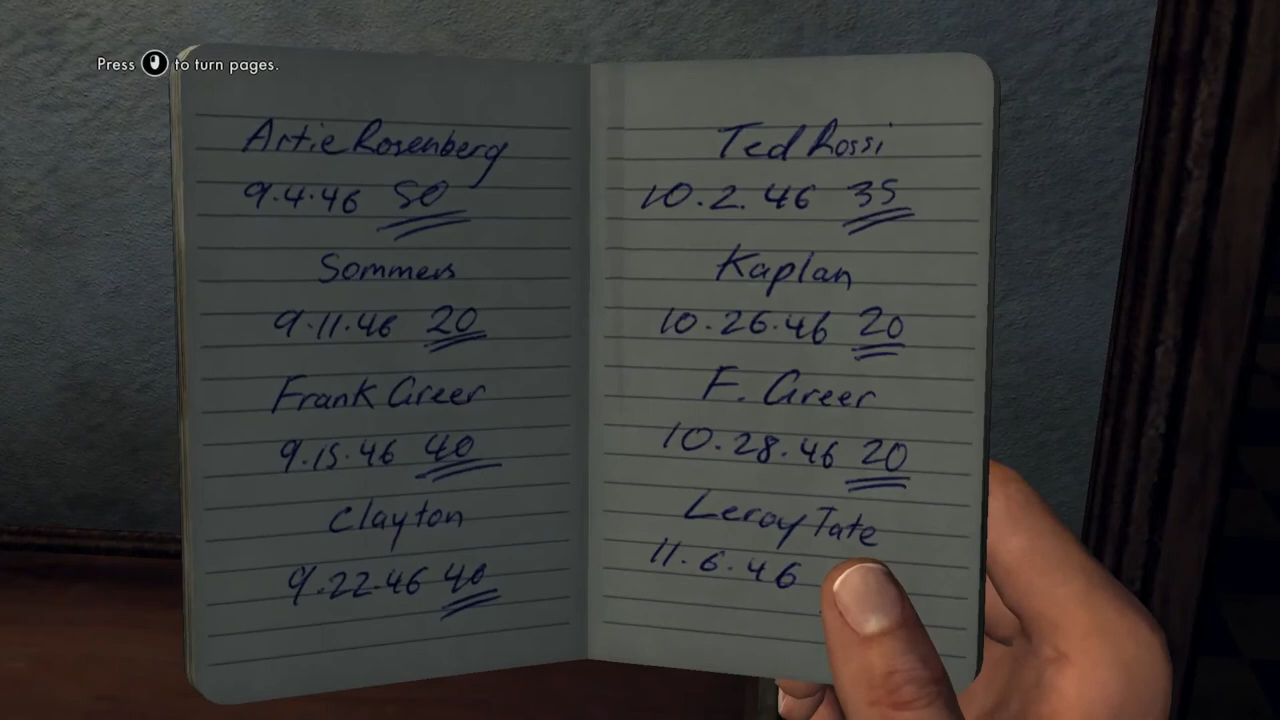 Press to turn pages.
Artie Rosenberg
9.4.46 50
Sommers
9.11.46 20
Frank Greer
9.15.46 40
Clayton
9.22.46 40
Ted Rossi
10.2.46 35
Kaplan
10.26.46 20
F. Greer
10.28.46 20
Leroy Tate
11.6.46